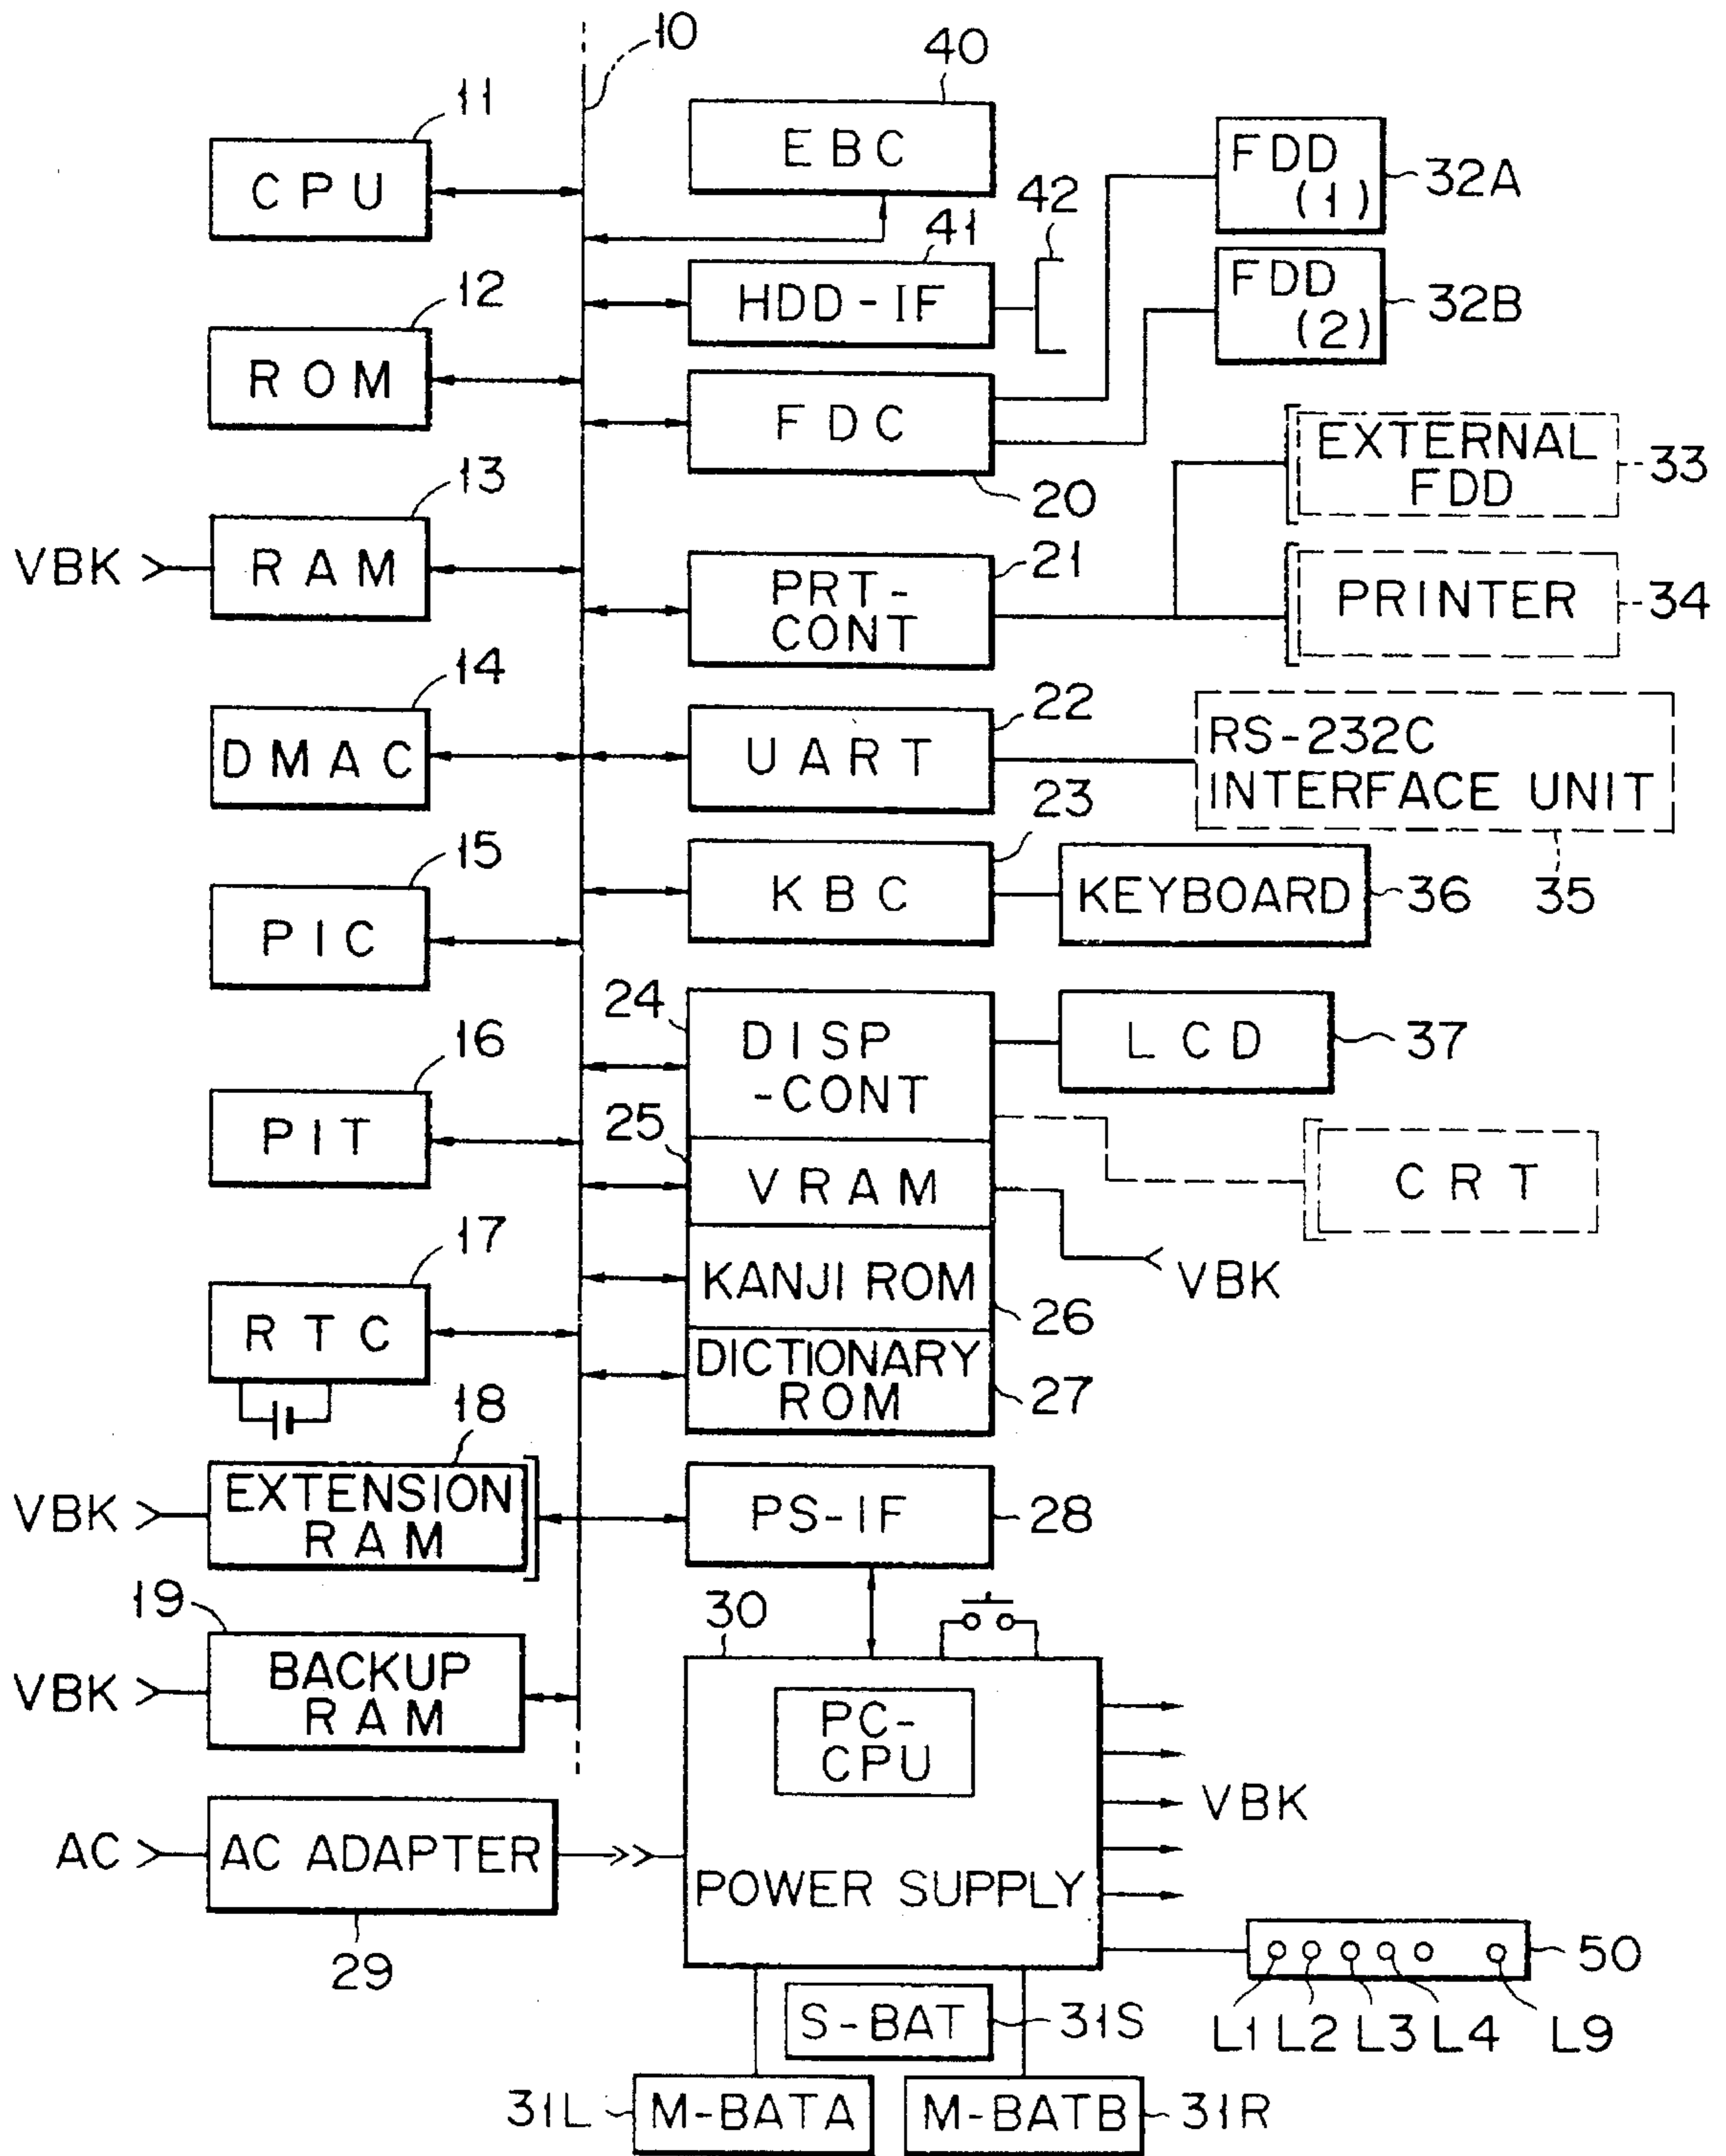 10
40
EBC
11
CPU
FDD
(1)
32A
42
41
HDD-IF
FDD
(2)
32B
12
ROM
FDC
20
EXTERNAL
FDD
33
13
VBK
RAM
21
PRT-
CONT
PRINTER
34
14
DMAC
22
UART
RS-232C
INTERFACE UNIT
35
23
KBC
KEYBOARD
36
15
PIC
24
DISP
-CONT
LCD
37
16
PIT
25
VRAM
CRT
VBK
17
RTC
KANJI ROM
26
DICTIONARY
ROM
27
18
VBK
EXTENSION
RAM
PS-IF
28
19
VBK
BACKUP
RAM
30
PC-
CPU
VBK
AC
AC ADAPTER
29
POWER SUPPLY
50
L1 L2 L3 L4 L9
S-BAT
31S
31L
M-BATA
M-BATB
31R